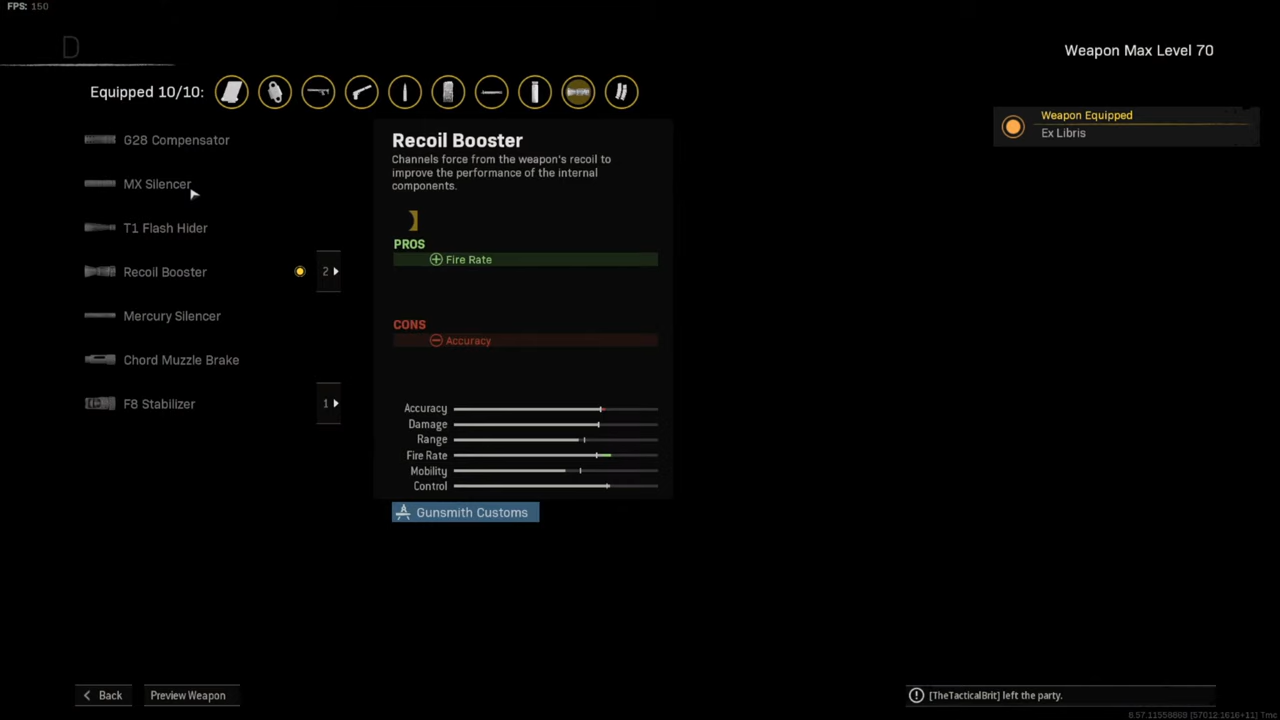 FPS: 150
D
Weapon Max Level 70
Equipped 10/10:
Weapon Equipped
Ex Libris
G28 Compensator
MX Silencer
T1 Flash Hider
Recoil Booster
2
Mercury Silencer
Chord Muzzle Brake
F8 Stabilizer
1
Recoil Booster
Channels force from the weapon's recoil to
improve the performance of the internal
components.
PROS
Fire Rate
CONS
Accuracy
Accuracy
Damage
Range
Fire Rate
Mobility
Control
Gunsmith Customs
Back
Preview Weapon
[TheTacticalBrit] left the party.